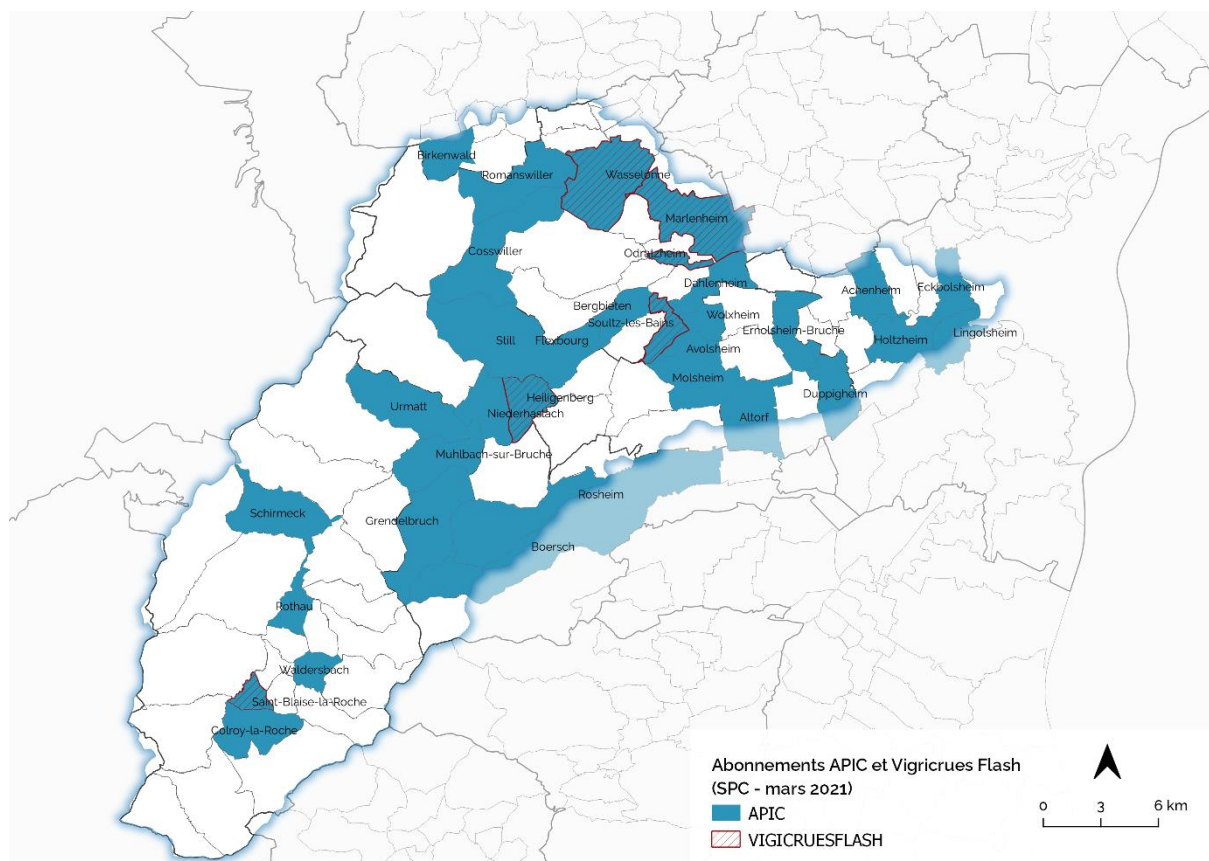 Birkenwald
Romanswiller
Wasselonne
Marlenheim
Cosswiller
Odratzheim
Dahlenheim
Achenheim
Eckbolsheim
Bergbieten
Soultz-les-Bains
Wolxheim
Ernolsheim-Bruche
Lingolsheim
Still
Flexbourg
Avolsheim
Holtzheim
Molsheim
Urmatt
Heiligenberg
Niederhaslach
Duppigheim
Altorf
Muhlbach-sur-Bruche
Rosheim
Schirmeck
Grendelbruch
Boersch
Rothau
Waldersbach
Saint-Blaise-la-Roche
Colroy-la-Roche
Abonnements APIC et Vigricrues Flash
(SPC - mars 2021)
APIC
VIGICRUESFLASH
0 3 6 km